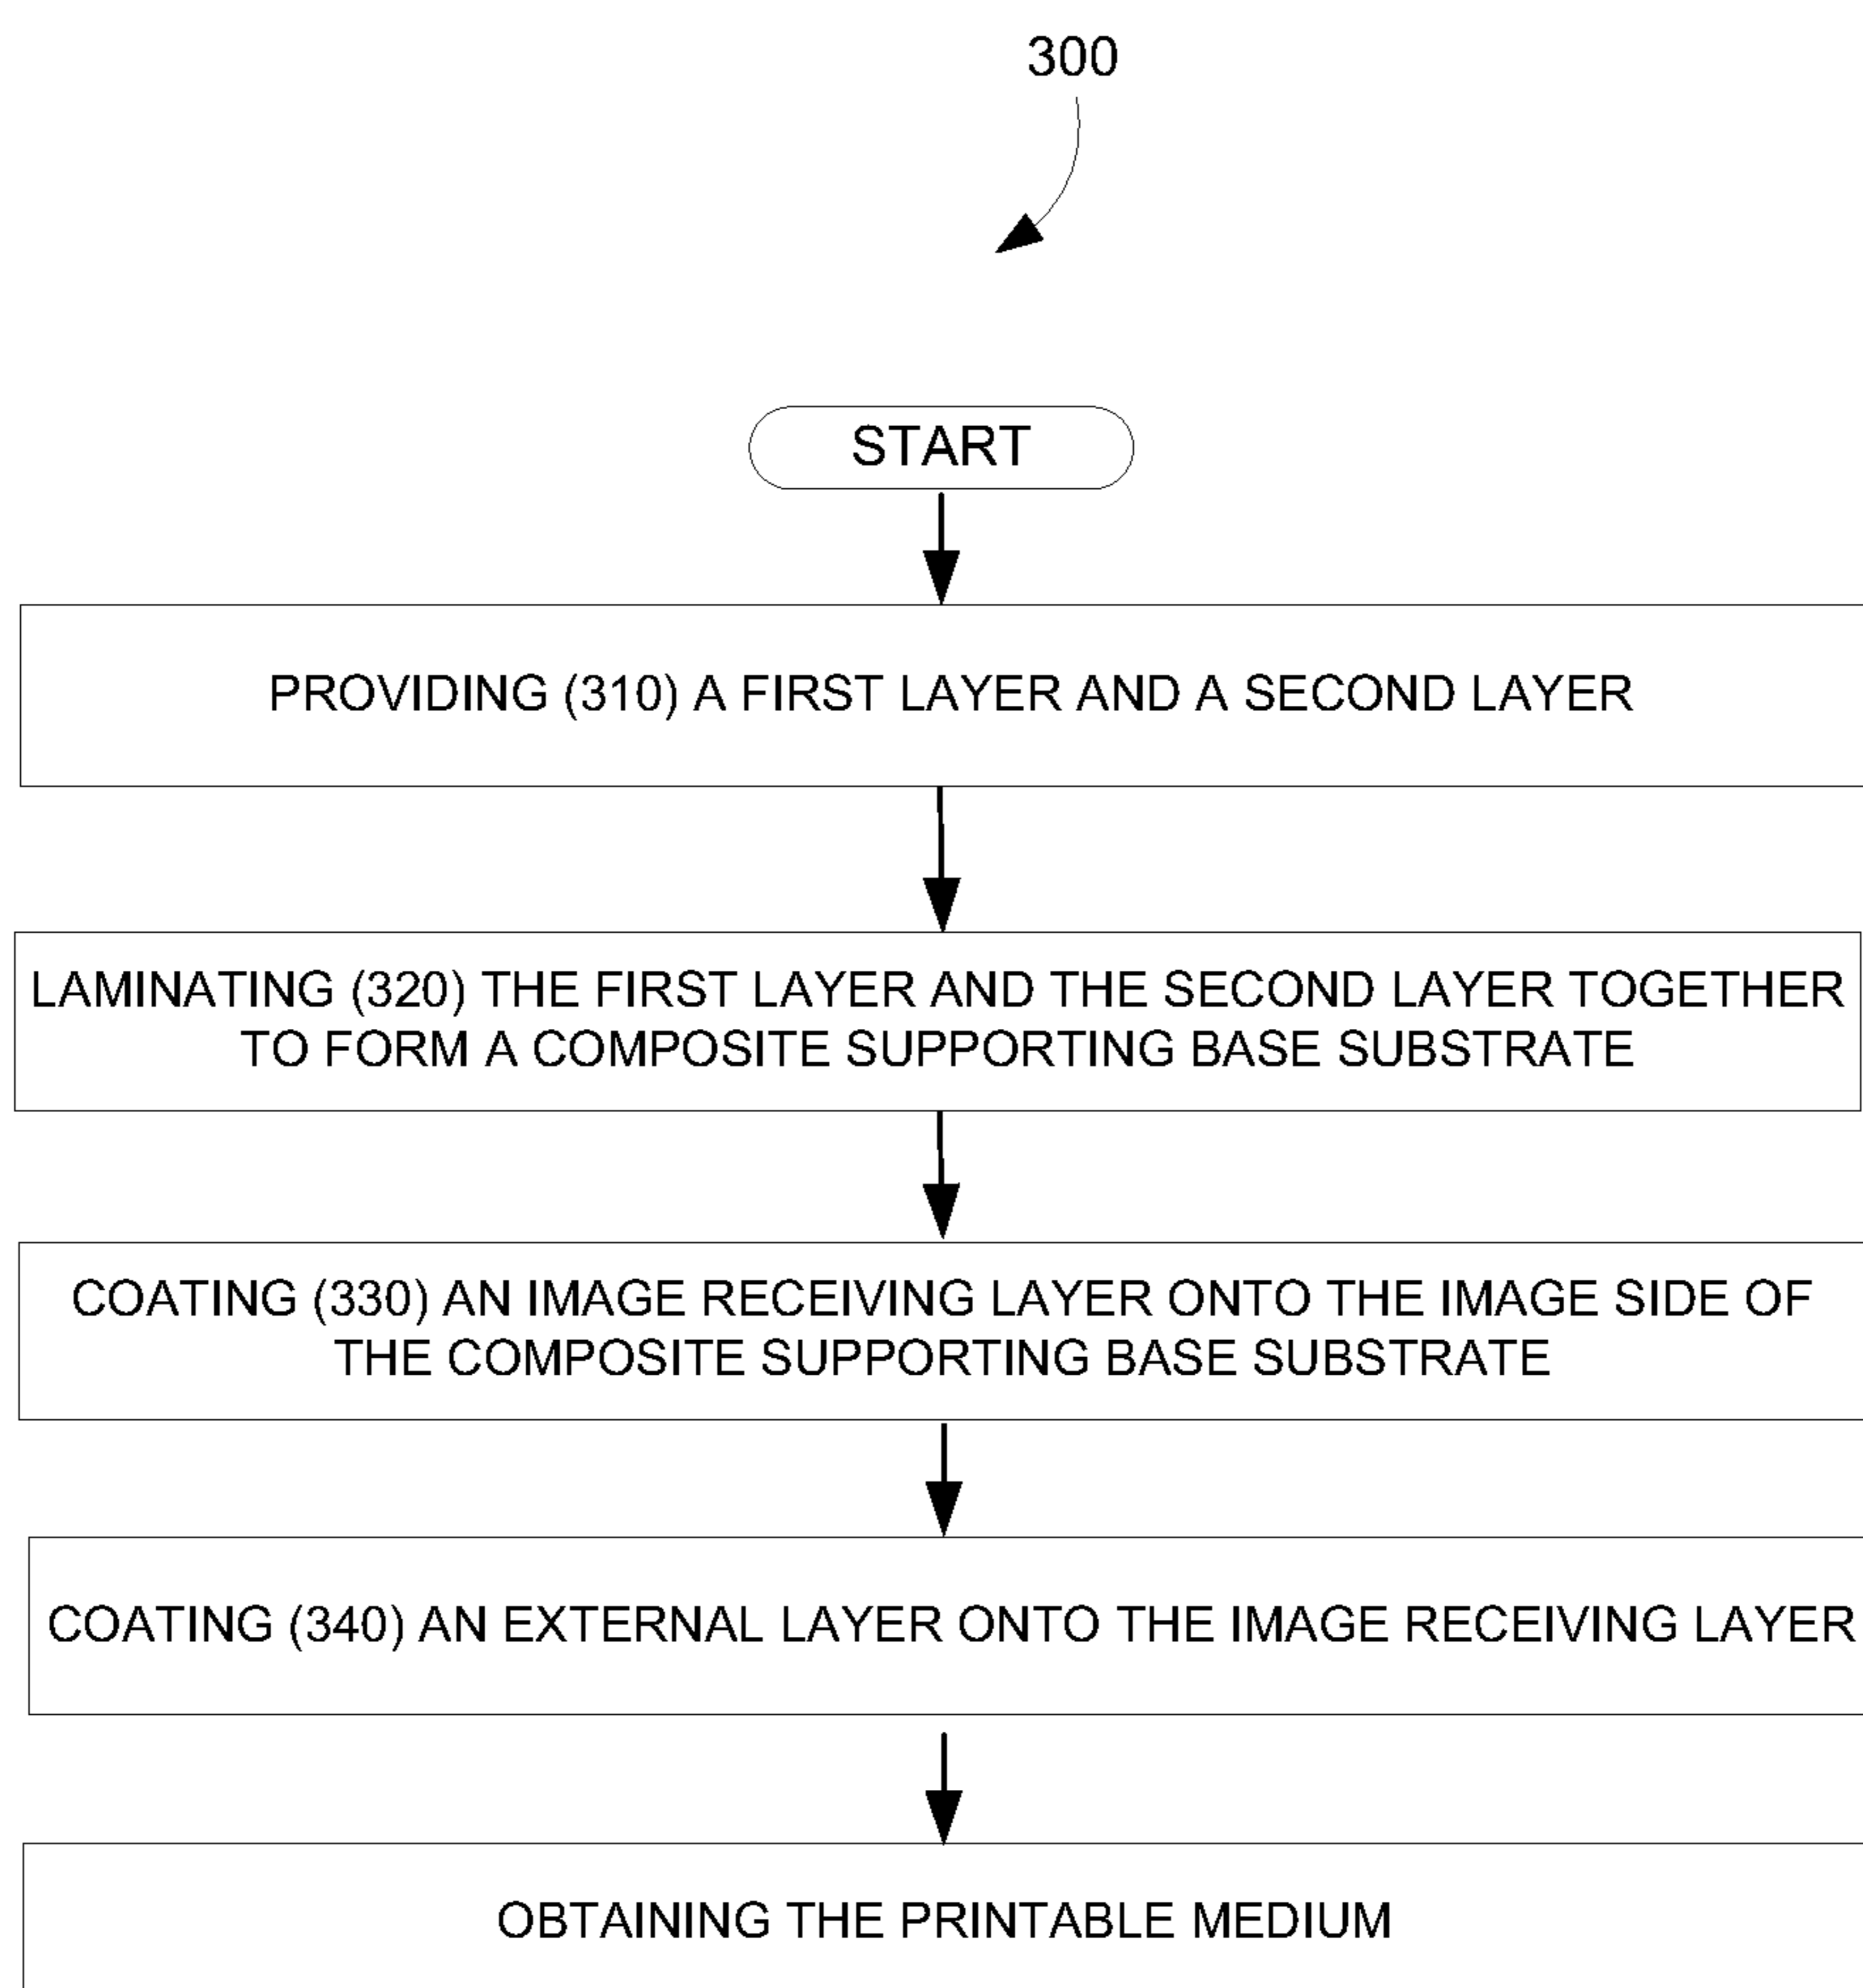 300
START
PROVIDING (310) A FIRST LAYER AND A SECOND LAYER
LAMINATING (320) THE FIRST LAYER AND THE SECOND LAYER TOGETHER
TO FORM A COMPOSITE SUPPORTING BASE SUBSTRATE
COATING (330) AN IMAGE RECEIVING LAYER ONTO THE IMAGE SIDE OF
THE COMPOSITE SUPPORTING BASE SUBSTRATE
COATING (340) AN EXTERNAL LAYER ONTO THE IMAGE RECEIVING LAYER
OBTAINING THE PRINTABLE MEDIUM